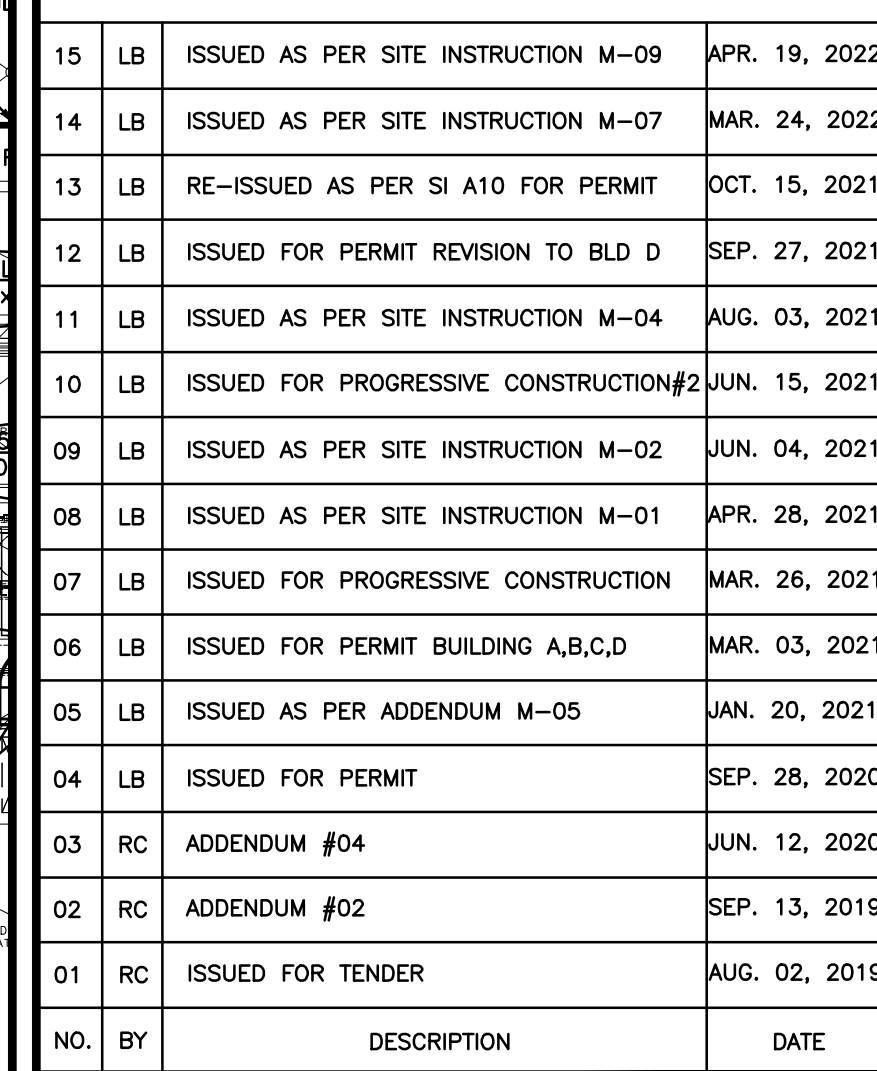 15 LB ISSUED AS PER SITE INSTRUCTION M-09 APR. 19, 2022
14 LB ISSUED AS PER SITE INSTRUCTION M-07 MAR. 24, 2022
13 LB RE-ISSUED AS PER SI A10 FOR PERMIT OCT. 15, 2021
12 LB ISSUED FOR PERMIT REVISION TO BLD D SEP. 27, 2021
11 LB ISSUED AS PER SITE INSTRUCTION M-04 AUG. 03, 2021
10 LB ISSUED FOR PROGRESSIVE CONSTRUCTION#2 JUN. 15, 2021
09 LB ISSUED AS PER SITE INSTRUCTION M-02 JUN. 04, 2021
08 LB ISSUED AS PER SITE INSTRUCTION M-01 APR. 28, 2021
07 LB ISSUED FOR PROGRESSIVE CONSTRUCTION MAR. 26, 2021
06 LB ISSUED FOR PERMIT BUILDING A,B,C,D MAR. 03, 2021
05 LB ISSUED AS PER ADDENDUM M-05 JAN. 20, 2021
04 LB ISSUED FOR PERMIT SEP. 28, 2020
03 RC ADDENDUM #04 JUN. 12, 2020
02 RC ADDENDUM #02 SEP. 13, 2019
01 RC ISSUED FOR TENDER AUG. 02, 2019
NO. BY DESCRIPTION DATE